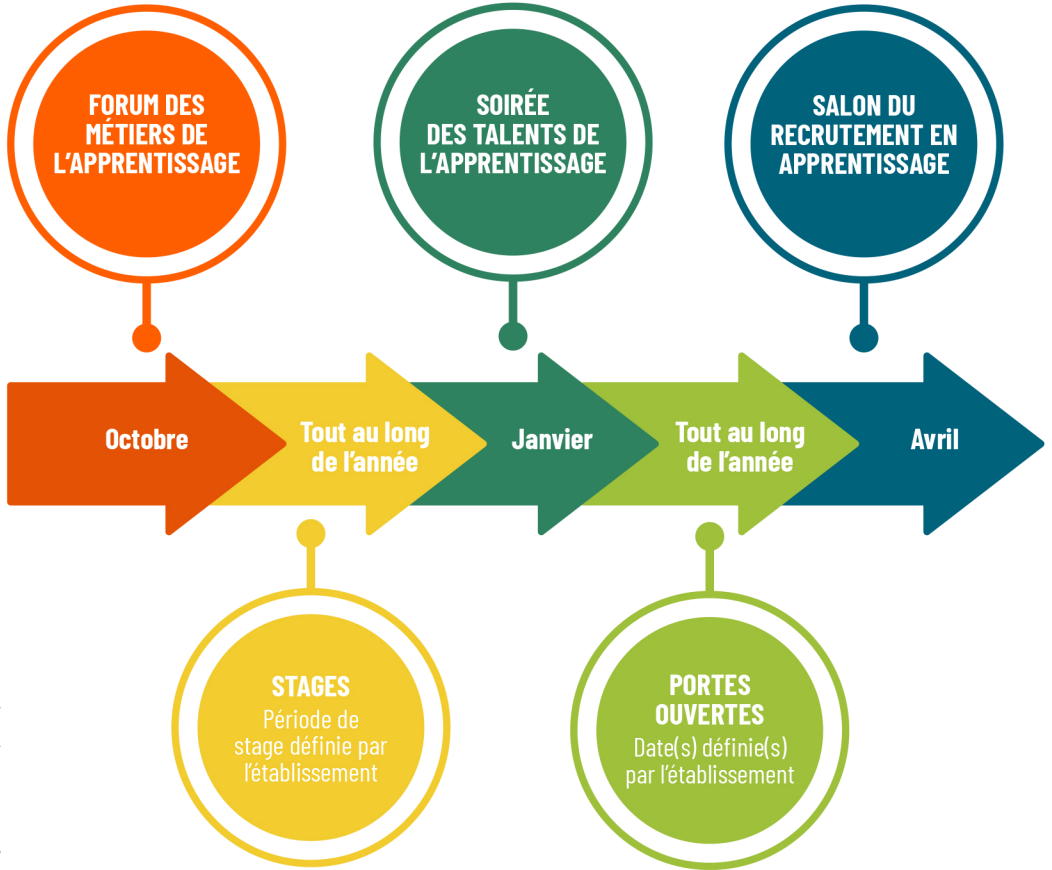 FORUM DES
MÉTIERS DE
L'APPRENTISSAGE
SOIRÉE
DES TALENTS DE
L'APPRENTISSAGE
SALON DU
RECRUTEMENT EN
APPRENTISSAGE
Octobre
Tout au long
de l'année
Janvier
Tout au long
de l'année
Avril
STAGES
Période de
stage définie par
l'établissement
PORTES
OUVERTES
Date(s) définie(s)
par l'établissement